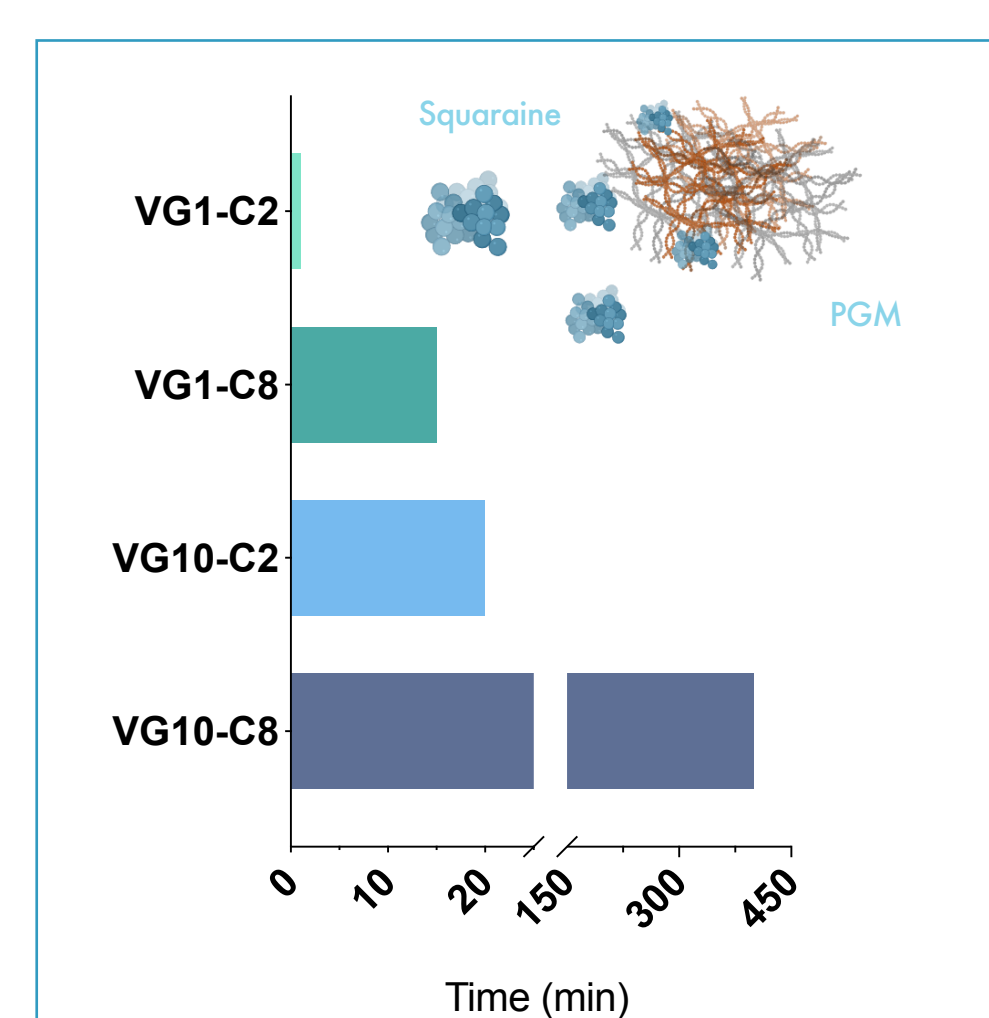 Squaraine
VG1-C2
PGM
VG1-C8
VG10-C2
VG10-C8
0 10 20 150 300 450
Time (min)